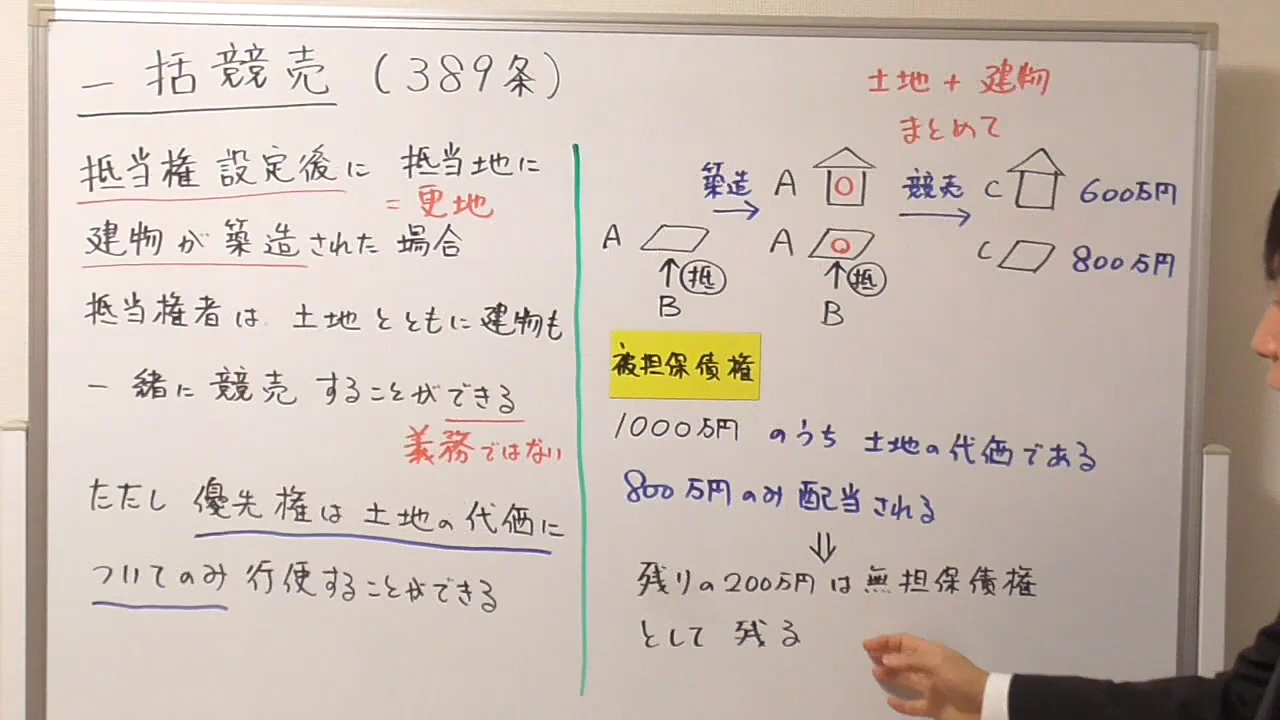 一括競売(389条)
抵当権設定後に 抵当地に
=更地
建物が築造された場合
抵当権者は 土地とともに建物も
一緒に競売することができる
義務ではない
ただし 優先権は土地の代価に
ついてのみ行使することができる
土地+建物
まとめて
築造 A 競売 C 600万円
A A C 800万円
抵 抵
B B
被担保債権
1000万円のうち 土地の代価である
800万円のみ配当される
⇓
残りの200万円は無担保債権
として残る